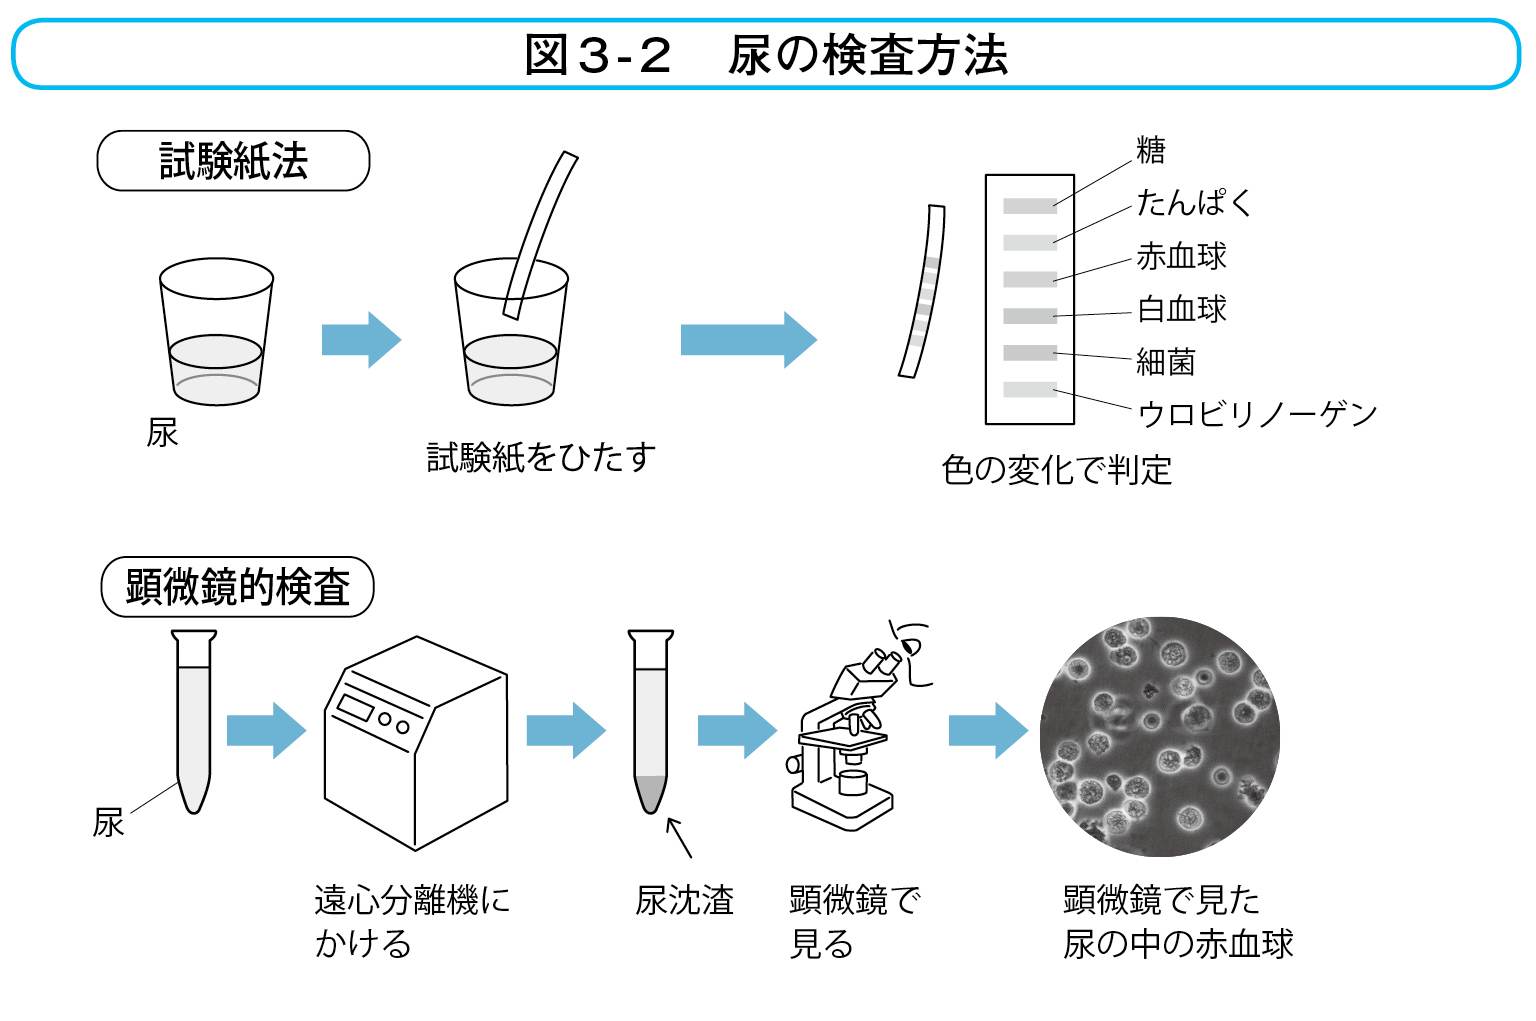 図3-2　尿の検査方法
試験紙法
尿
試験紙をひたす
糖
たんぱく
赤血球
白血球
細菌
ウロビリノーゲン
色の変化で判定
顕微鏡的検査
尿
遠心分離機に
かける
尿沈渣
顕微鏡で
見る
顕微鏡で見た
尿の中の赤血球